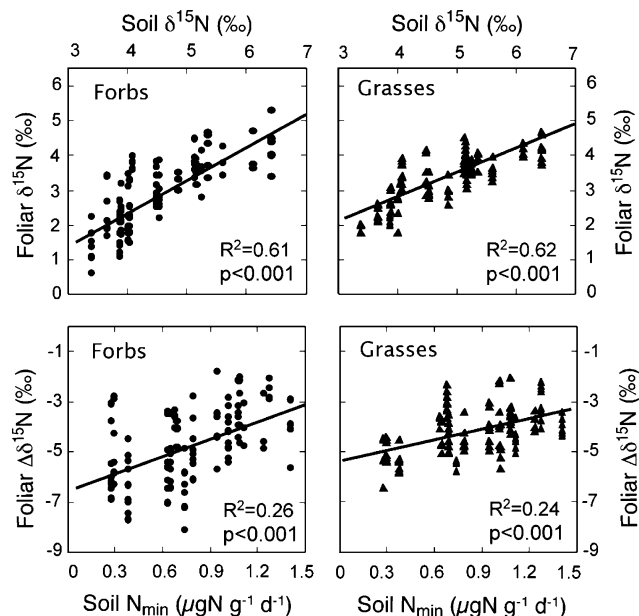 Soil δ¹⁵N (‰) Soil δ¹⁵N (‰)
3 4 5 6 7 3 4 5 6 7
6 Forbs Grasses 6
5 5
4 4
3 3
2 2
1 1
0 0
Foliar δ¹⁵N (‰)
R²=0.61
p<0.001
R²=0.62
p<0.001
Foliar δ¹⁵N (‰)
-1 Forbs Grasses -1
-3 -3
-5 -5
-7 -7
-9 -9
Foliar Δδ¹⁵N (‰)
R²=0.26
p<0.001
R²=0.24
p<0.001
Foliar Δδ¹⁵N (‰)
0 0.3 0.6 0.9 1.2 0 0.3 0.6 0.9 1.2 1.5
Soil Nmin (μgN g⁻¹ d⁻¹) Soil Nmin (μgN g⁻¹ d⁻¹)